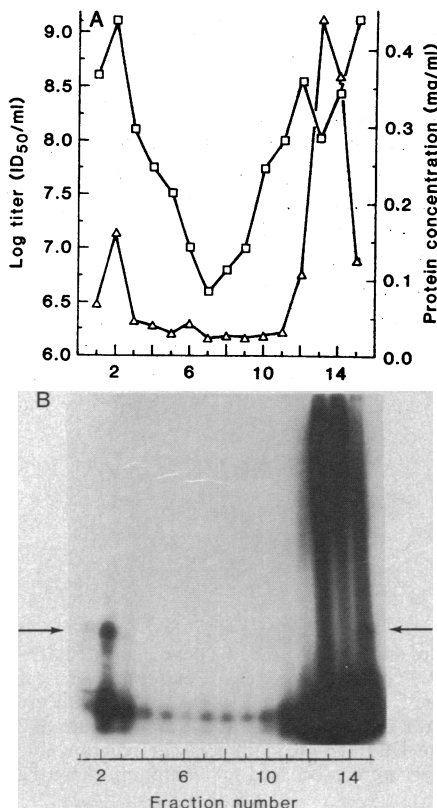 A
9.0
8.5
8.0
7.5
7.0
6.5
6.0
Log titer (ID50/ml)
0.4
0.3
0.2
0.1
0.0
Protein concentration (mg/ml)
2 6 10 14
B
2 6 10 14
Fraction number